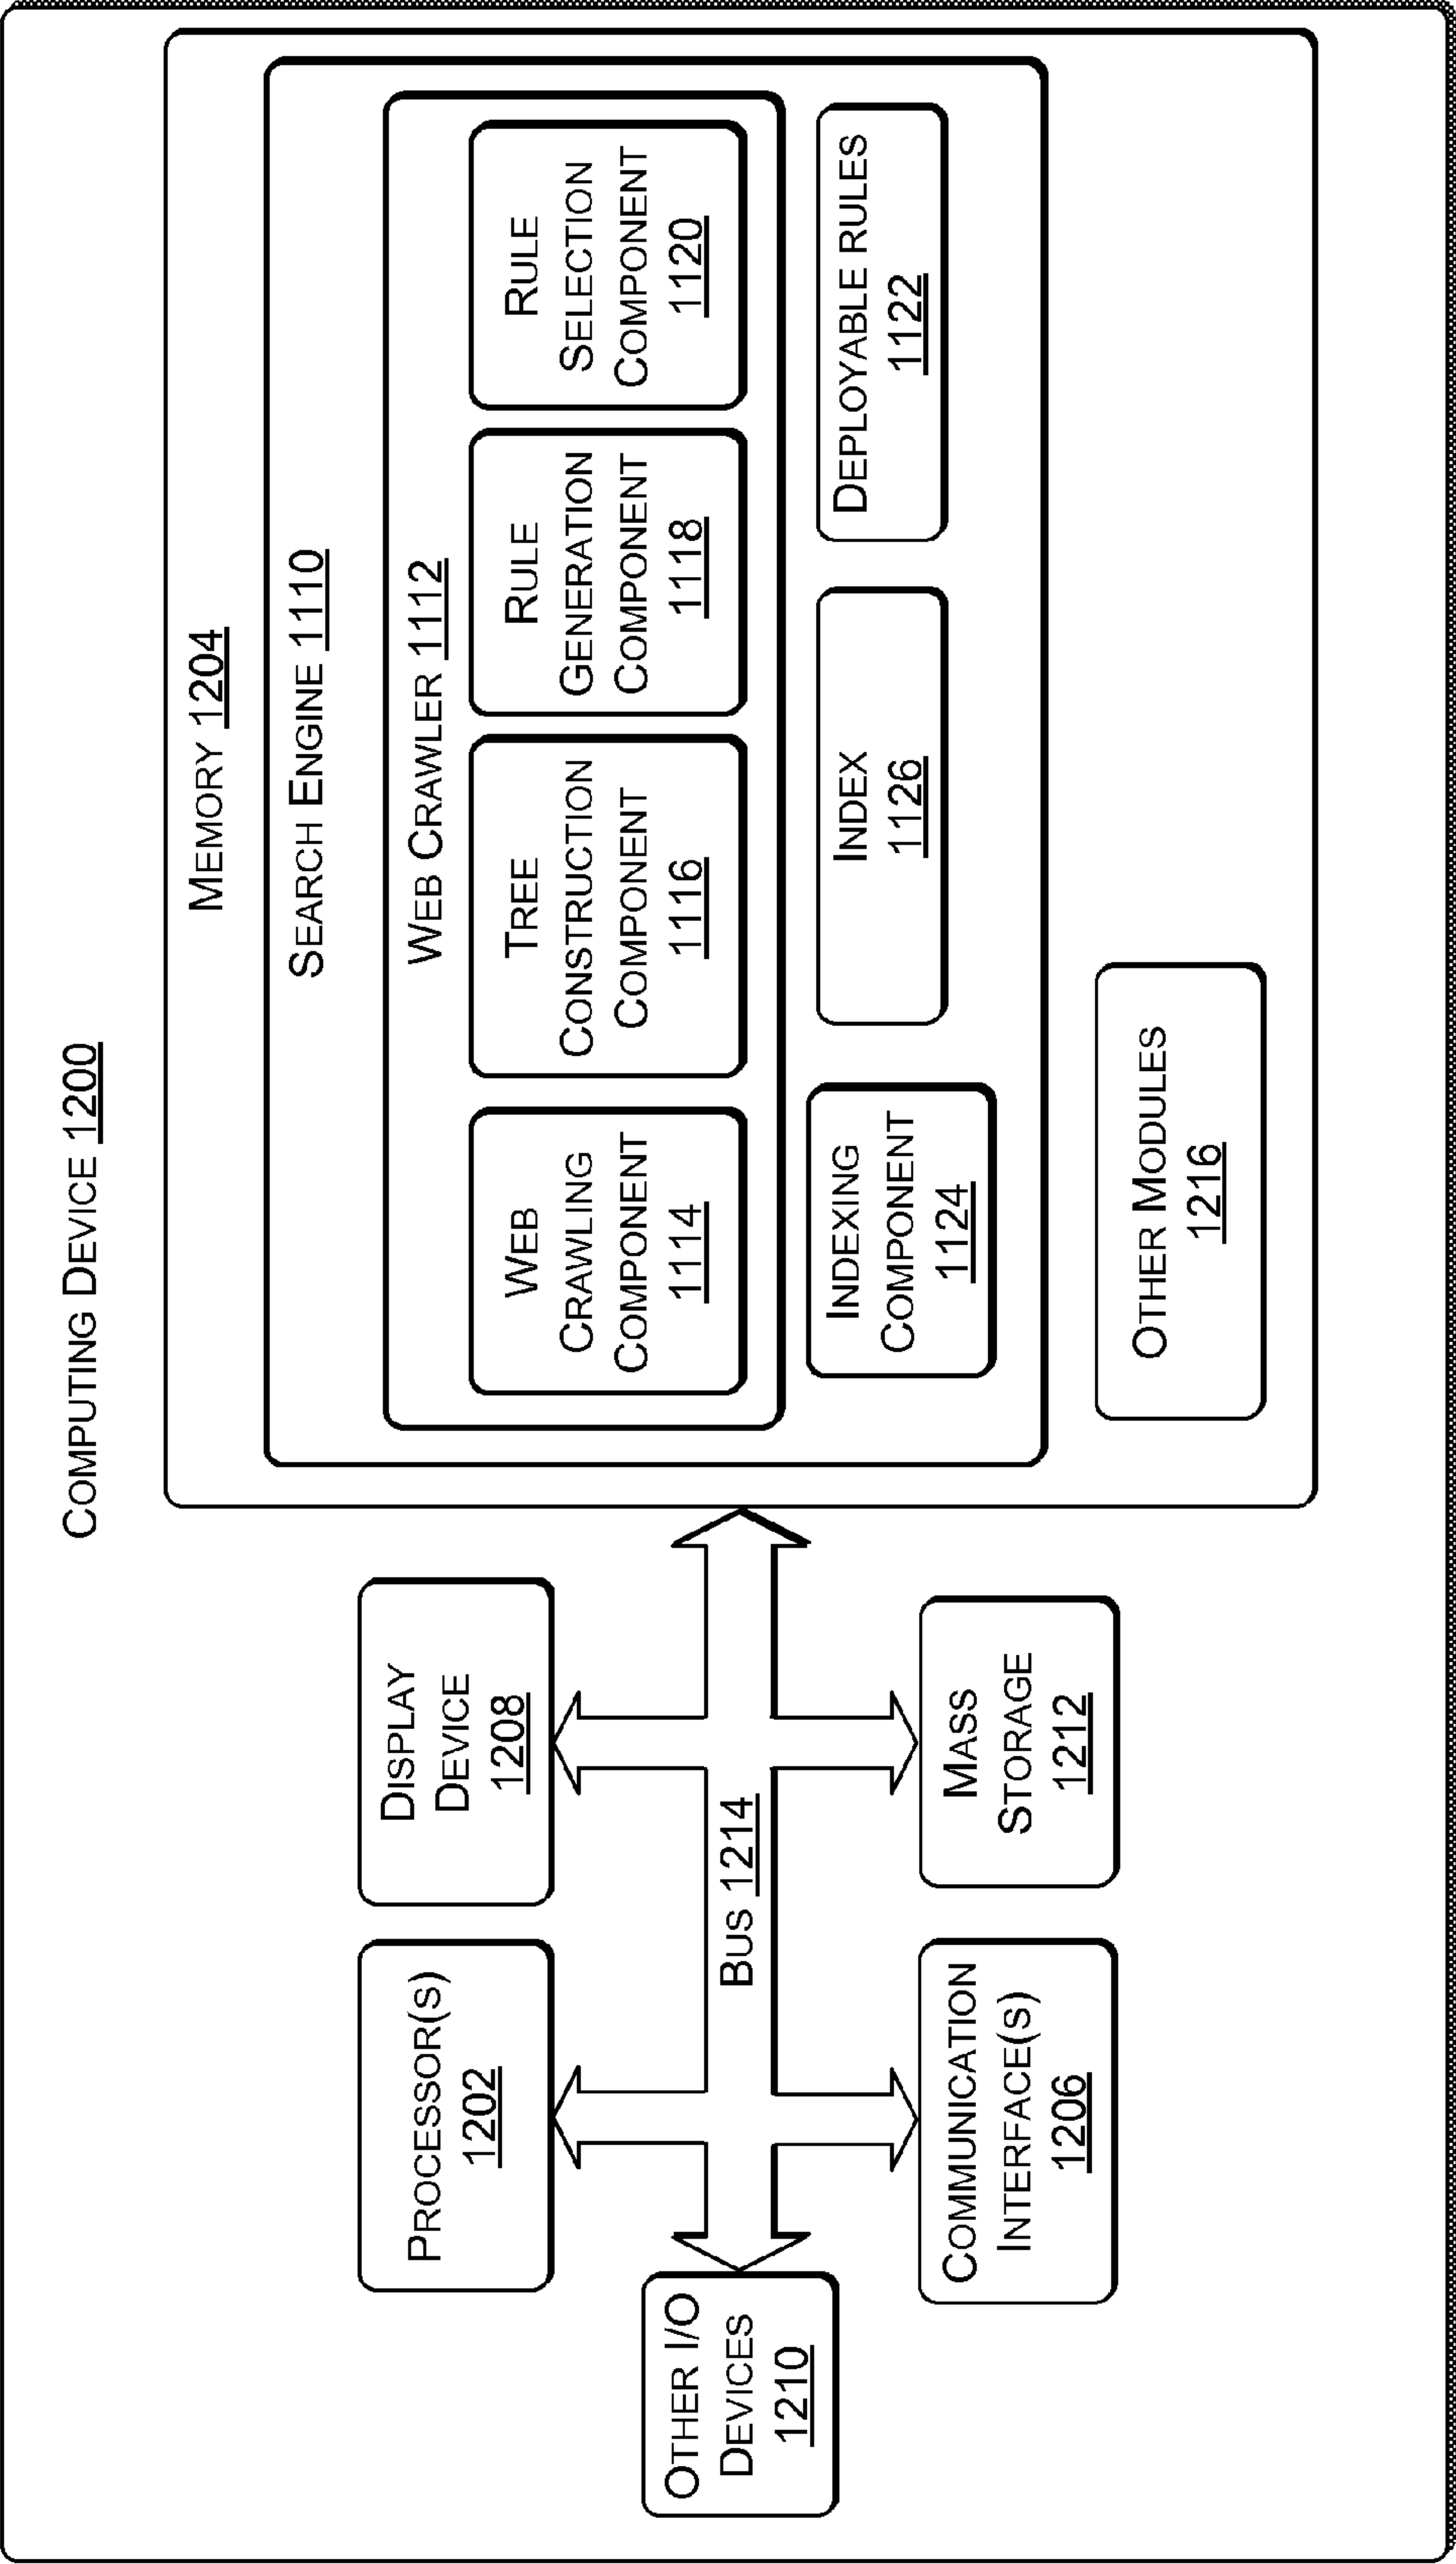 COMPUTING DEVICE 1200
PROCESSOR(S)
1202
DISPLAY
DEVICE
1208
OTHER I/O
DEVICES
1210
BUS 1214
COMMUNICATION
INTERFACE(S)
1206
MASS
STORAGE
1212
MEMORY 1204
SEARCH ENGINE 1110
WEB CRAWLER 1112
WEB
CRAWLING
COMPONENT
1114
TREE
CONSTRUCTION
COMPONENT
1116
RULE
GENERATION
COMPONENT
1118
RULE
SELECTION
COMPONENT
1120
INDEXING
COMPONENT
1124
INDEX
1126
DEPLOYABLE RULES
1122
OTHER MODULES
1216